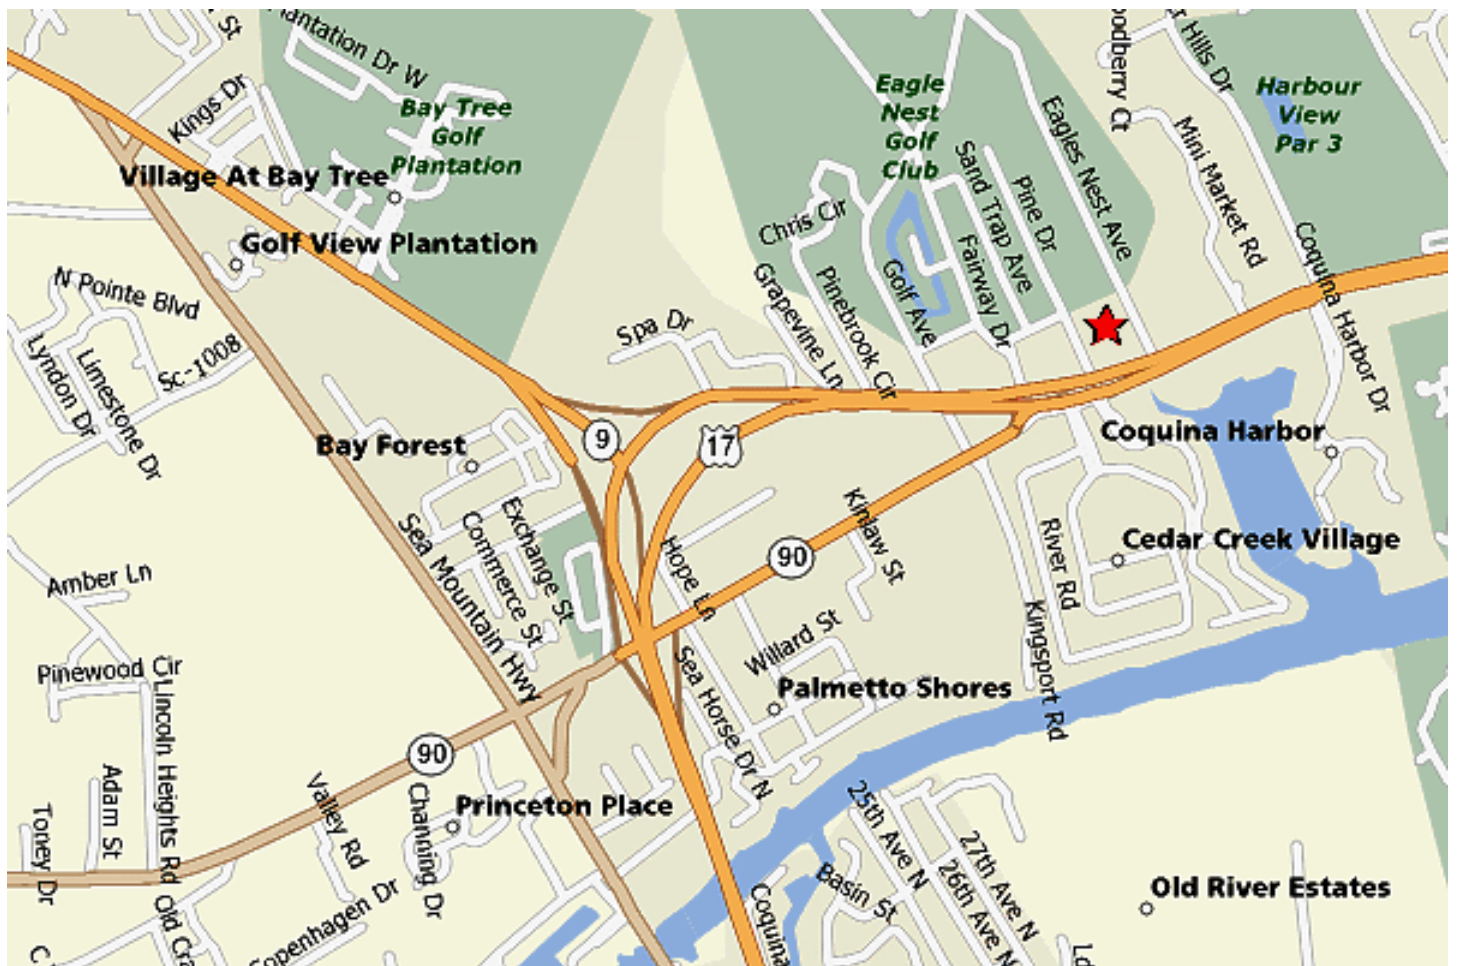 St
Plantation Dr W
Kings Dr
Bay Tree
Golf
Plantation
Village At Bay Tree
Golf View Plantation
N Pointe Blvd
Lyndon Dr
Limestone Dr
Sc-1008
Eagle
Nest
Golf
Club
Harbour
View
Par 3
Hills Dr
Mini Market Rd
Eagles Nest Ave
Sand Trap Ave
Pine Dr
Fairway Dr
Golf Ave
Chris Cir
Pinebrook Cir
Grapevine Ln
Spa Dr
Coquina Harbor Dr
9
17
90
90
Bay Forest
Coquina Harbor
Cedar Creek Village
Exchange St
Commerce St
Sea Mountain Hwy
Hope Ln
Kinlaw St
River Rd
Kingsport Rd
Willard St
Palmetto Shores
Sea Horse Dr N
Amber Ln
Pinewood Cir
Lincoln Heights Rd
Adam St
Toney Dr
Valley Rd
Channing Dr
Princeton Place
Copenhagen Dr
25th Ave N
27th Ave N
26th Ave N
Basin St
Coquina
Old River Estates